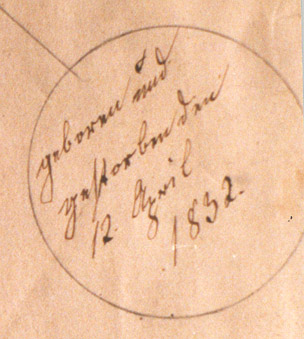 geboren und
gestorben den
12. April
1832.